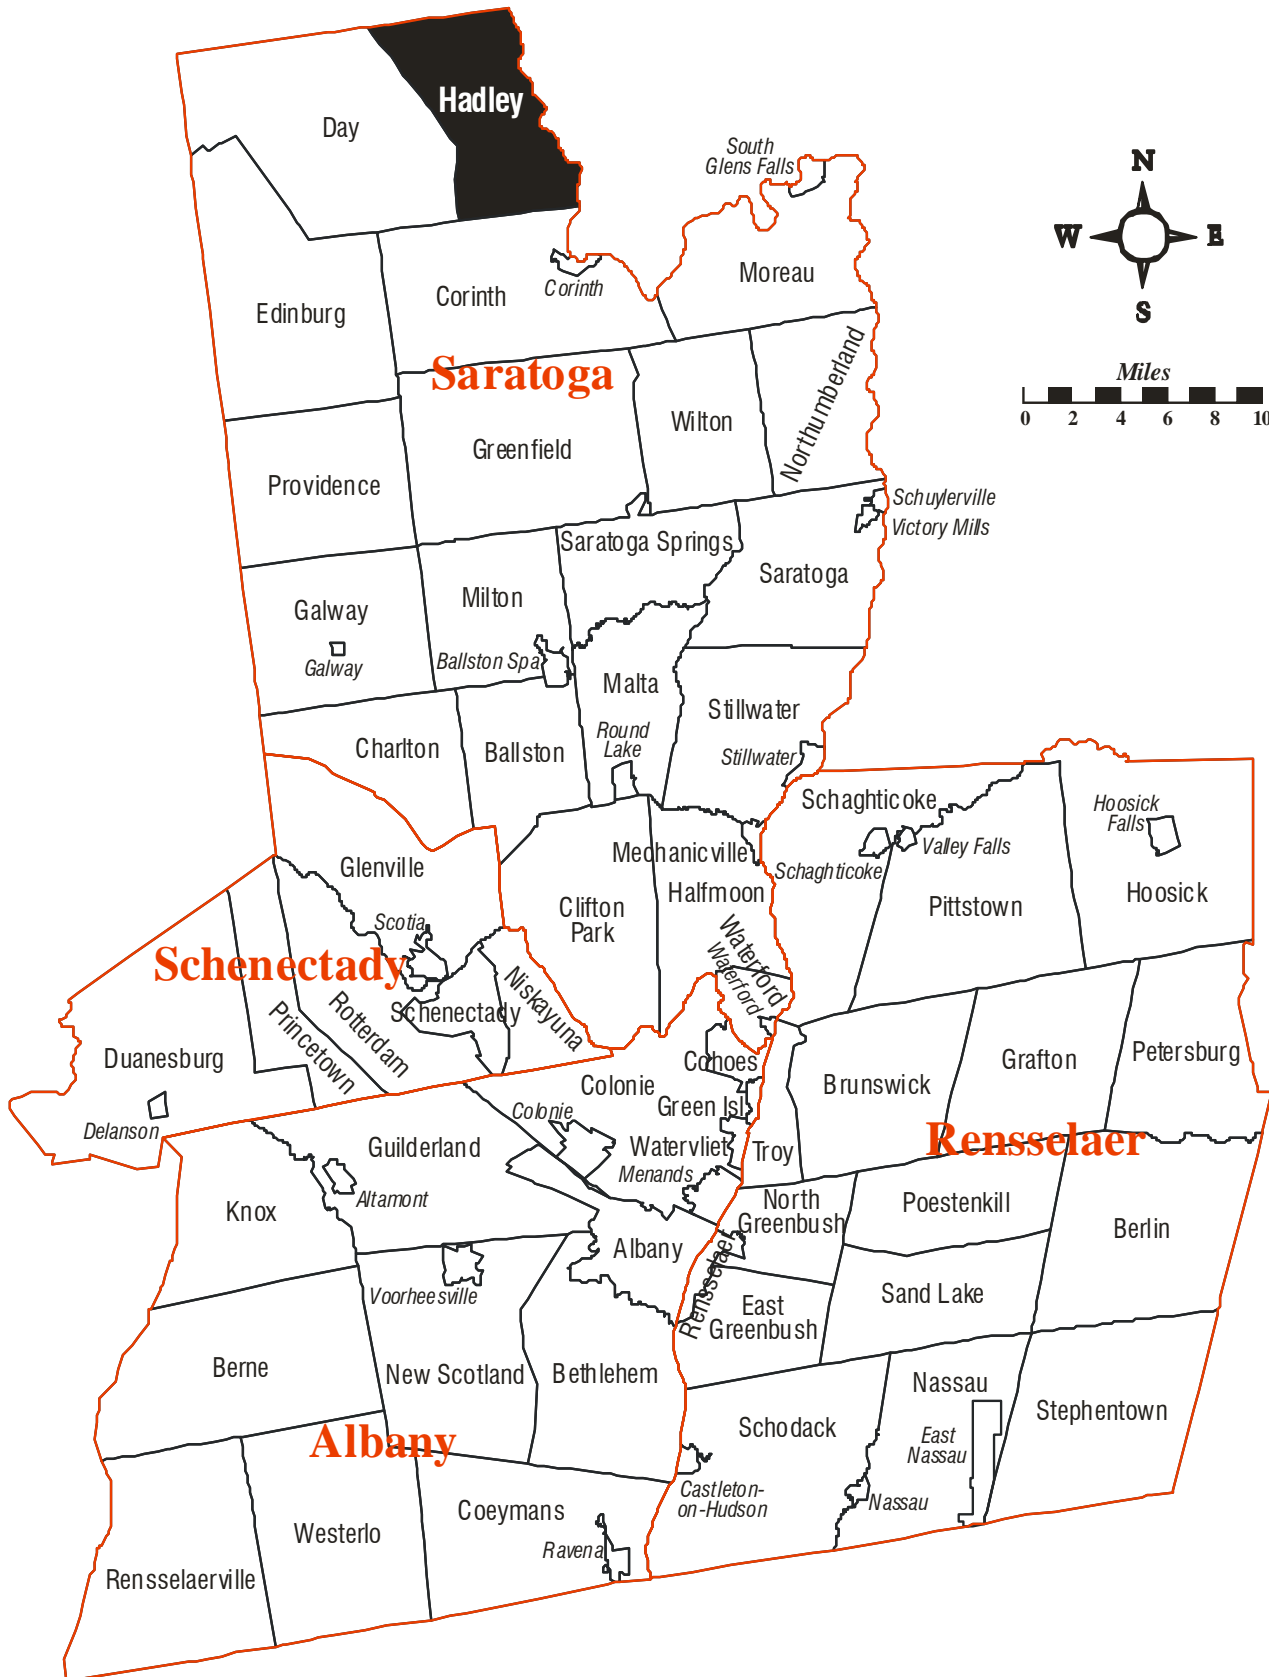 Hadley
Day
South
Glens Falls
N
W
E
S
Moreau
Corinth
Corinth
Edinburg
Saratoga
Northumberland
Miles
0 2 4 6 8 10
Wilton
Greenfield
Providence
Schuylerville
Victory Mills
Saratoga Springs
Saratoga
Milton
Galway
Galway
Ballston Spa
Malta
Stillwater
Round
Lake
Charlton
Ballston
Stillwater
Schaghticoke
Hoosick
Falls
Mechanicville
Valley Falls
Glenville
Schaghticoke
Halfmoon
Hoosick
Clifton
Park
Pittstown
Scotia
Waterford
Waterford
Schenectady
Niskayuna
Schenectady
Rotterdam
Princetown
Duanesburg
Cohoes
Grafton
Petersburg
Colonie
Brunswick
Green Isl
Colonie
Delanson
Rensselaer
Guilderland
Watervliet
Troy
Menands
Altamont
Knox
North
Greenbush
Poestenkill
Berlin
Albany
Rensselaer
Voorheesville
Sand Lake
East
Greenbush
Berne
New Scotland
Bethlehem
Nassau
Stephentown
Schodack
East
Nassau
Albany
Castleton-
on-Hudson
Nassau
Coeymans
Westerlo
Ravena
Rensselaerville